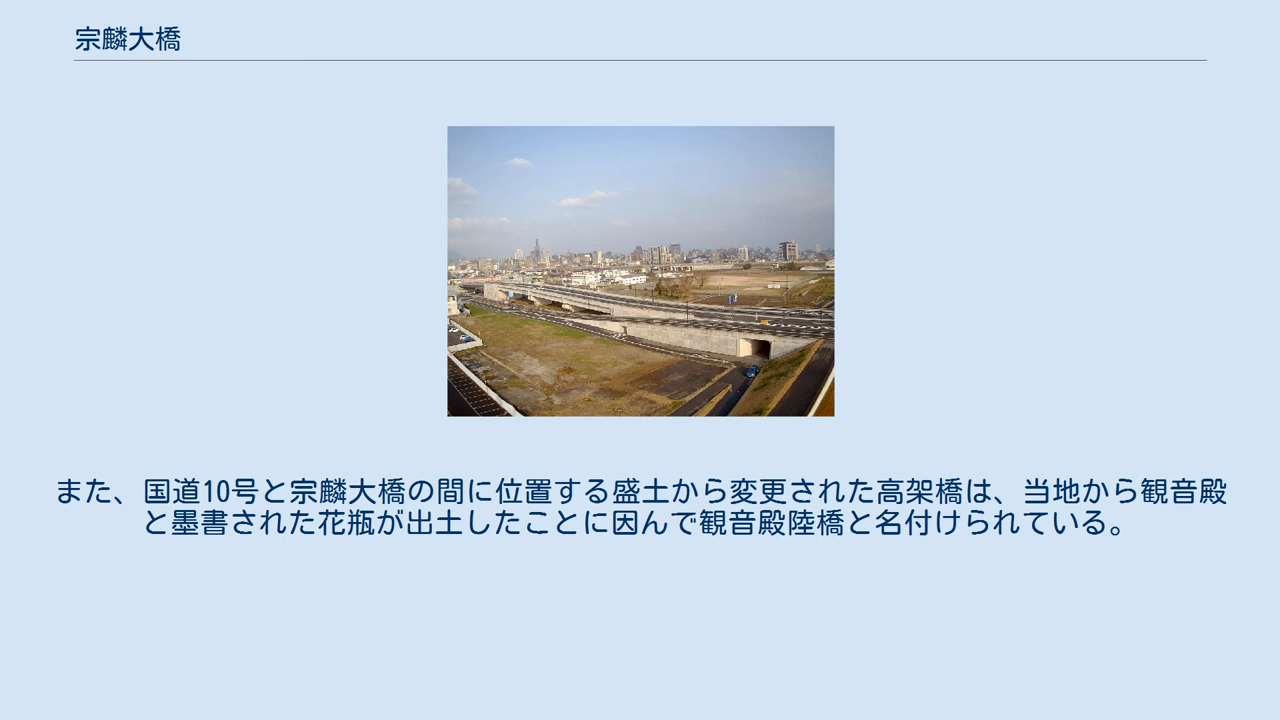 宗麟大橋
また、国道10号と宗麟大橋の間に位置する盛土から変更された高架橋は、当地から観音殿
と墨書された花瓶が出土したことに因んで観音殿陸橋と名付けられている。